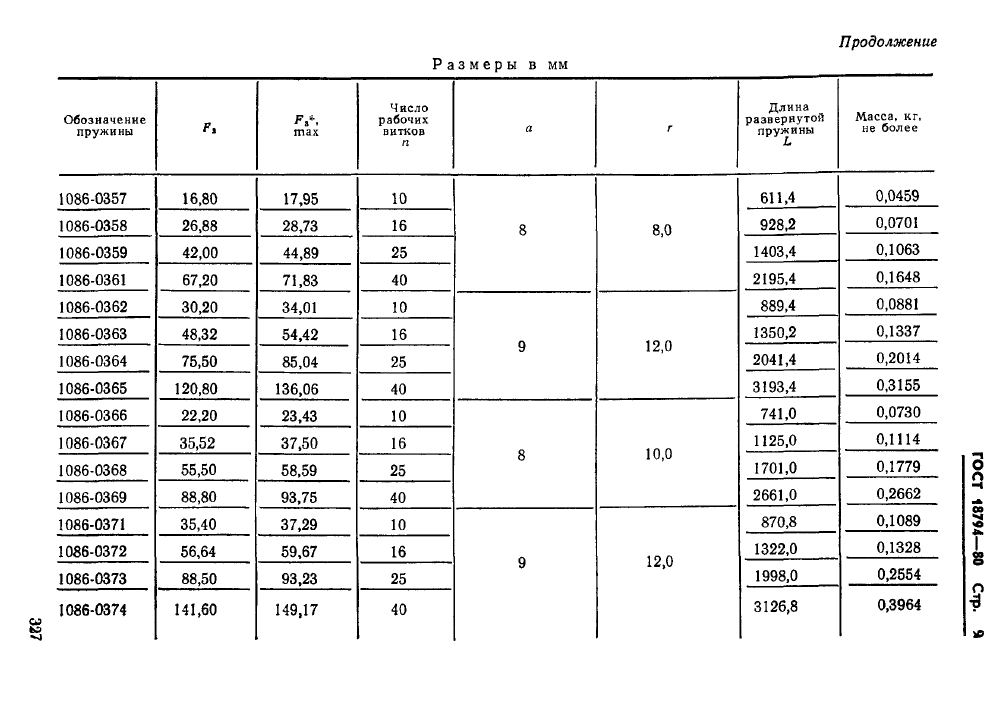 Продолжение
Размеры в мм
Обозначение пружины | F₂ | F₃*, max | Число рабочих витков n | a | r | Длина развернутой пружины L | Масса, кг, не более
1086-0357 16,80 17,95 10 611,4 0,0459
1086-0358 26,88 28,73 16 8 8,0 928,2 0,0701
1086-0359 42,00 44,89 25 1403,4 0,1063
1086-0361 67,20 71,83 40 2195,4 0,1648
1086-0362 30,20 34,01 10 889,4 0,0881
1086-0363 48,32 54,42 16 9 12,0 1350,2 0,1337
1086-0364 75,50 85,04 25 2041,4 0,2014
1086-0365 120,80 136,06 40 3193,4 0,3155
1086-0366 22,20 23,43 10 741,0 0,0730
1086-0367 35,52 37,50 16 8 10,0 1125,0 0,1114
1086-0368 55,50 58,59 25 1701,0 0,1779
1086-0369 88,80 93,75 40 2661,0 0,2662
1086-0371 35,40 37,29 10 870,8 0,1089
1086-0372 56,64 59,67 16 9 12,0 1322,0 0,1328
1086-0373 88,50 93,23 25 1998,0 0,2554
1086-0374 141,60 149,17 40 3126,8 0,3964
ГОСТ 18794—80 Стр. 9
327